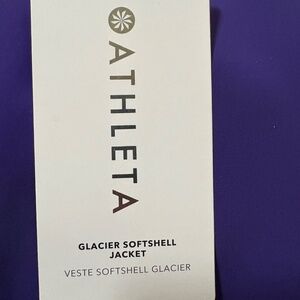 ATHLETA
GLACIER SOFTSHELL
JACKET
VESTE SOFTSHELL GLACIER